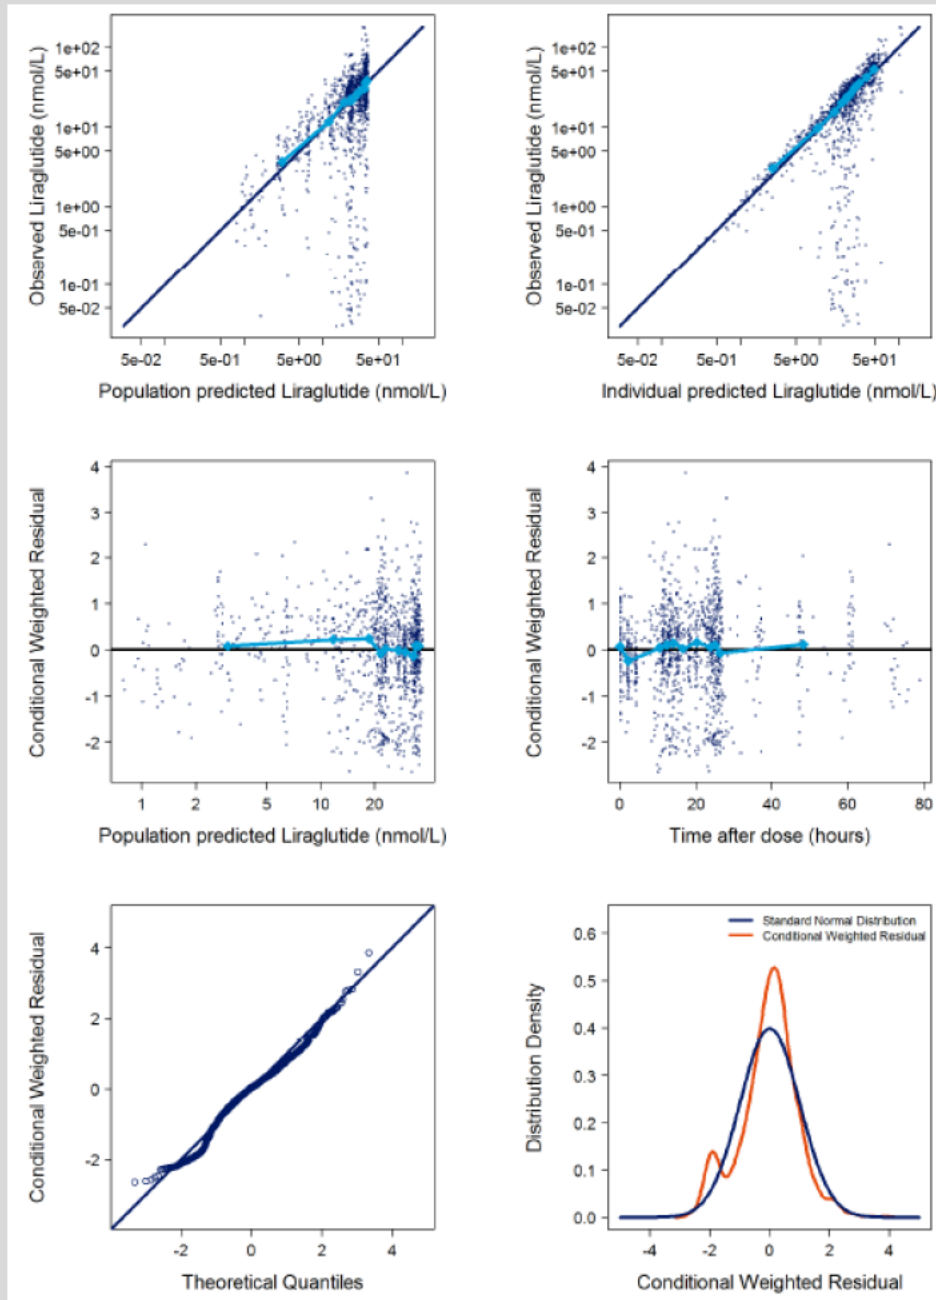 Observed Liraglutide (nmol/L)
1e+02
5e+01
1e+01
5e+00
1e+00
5e-01
1e-01
5e-02
5e-02 5e-01 5e+00 5e+01
Population predicted Liraglutide (nmol/L)
Observed Liraglutide (nmol/L)
1e+02
5e+01
1e+01
5e+00
1e+00
5e-01
1e-01
5e-02
5e-02 5e-01 5e+00 5e+01
Individual predicted Liraglutide (nmol/L)
Conditional Weighted Residual
4
3
2
1
0
-1
-2
1 2 5 10 20
Population predicted Liraglutide (nmol/L)
Conditional Weighted Residual
4
3
2
1
0
-1
-2
0 20 40 60 80
Time after dose (hours)
Conditional Weighted Residual
4
2
0
-2
-2 0 2 4
Theoretical Quantiles
Distribution Density
0.6
0.5
0.4
0.3
0.2
0.1
0.0
Standard Normal Distribution
Conditional Weighted Residual
-4 -2 0 2 4
Conditional Weighted Residual